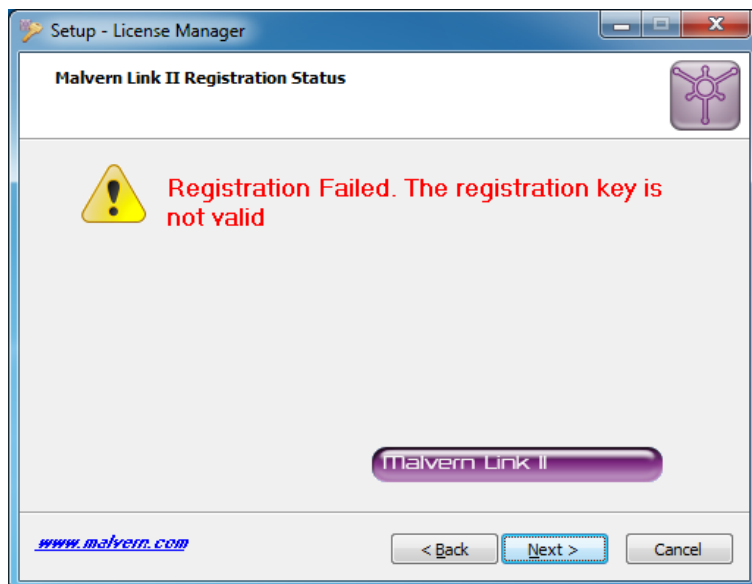 Setup - License Manager
Malvern Link II Registration Status
Registration Failed. The registration key is
not valid
Malvern Link II
www.malvern.com
< Back
Next >
Cancel